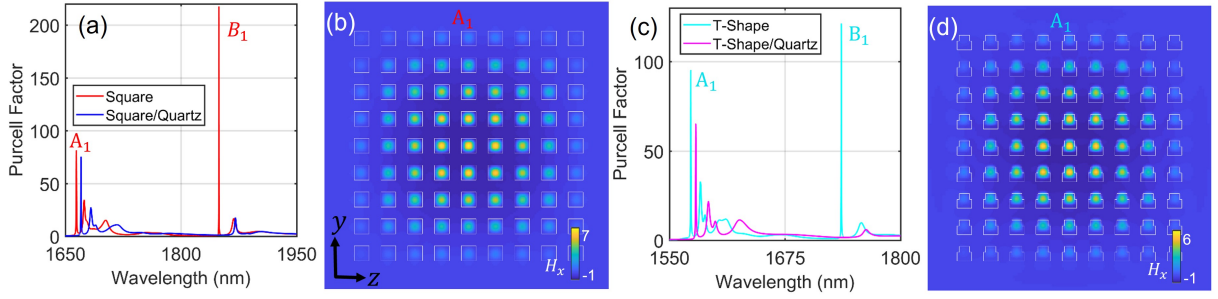 (a)
B₁
200
150
100
50
0
Purcell Factor
Square
Square/Quartz
A₁
1650
1800
1950
Wavelength (nm)
(b)
A₁
y
z
7
Hₓ
-1
(c)
T-Shape
T-Shape/Quartz
B₁
A₁
100
50
0
Purcell Factor
1550
1675
1800
Wavelength (nm)
(d)
A₁
6
Hₓ
-1